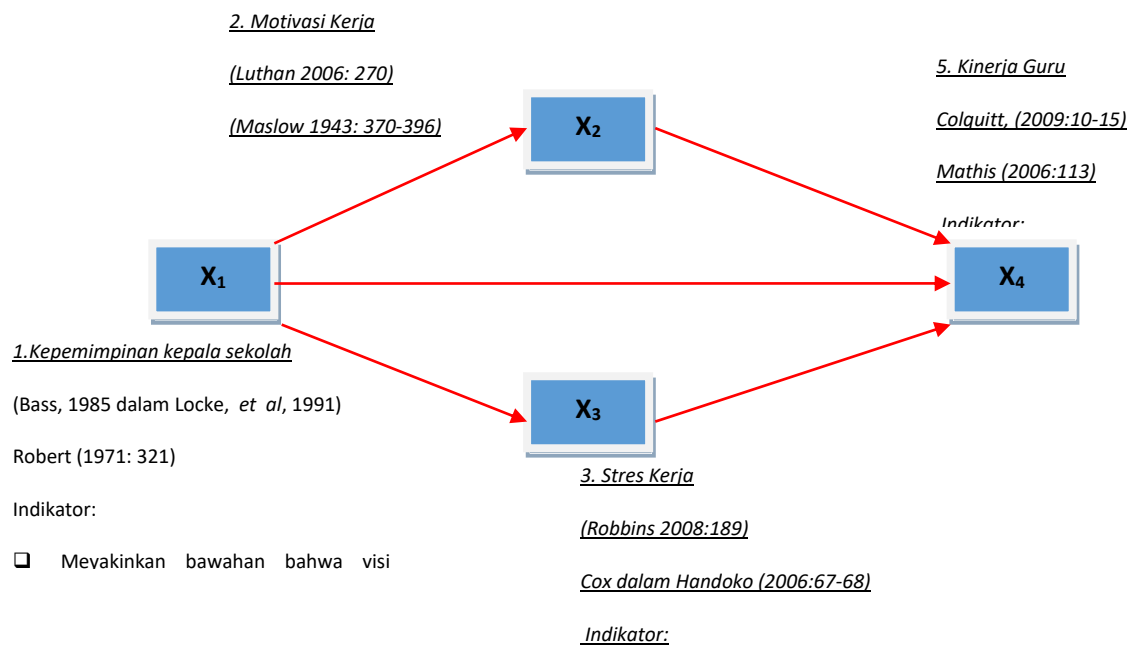 2. Motivasi Kerja
(Luthan 2006: 270)
(Maslow 1943: 370-396)
5. Kinerja Guru
Colquitt, (2009:10-15)
Mathis (2006:113)
Indikator:
X2
X1
X4
X3
1.Kepemimpinan kepala sekolah
(Bass, 1985 dalam Locke, et al, 1991)
Robert (1971: 321)
Indikator:
❑ Meyakinkan bawahan bahwa visi
3. Stres Kerja
(Robbins 2008:189)
Cox dalam Handoko (2006:67-68)
Indikator: